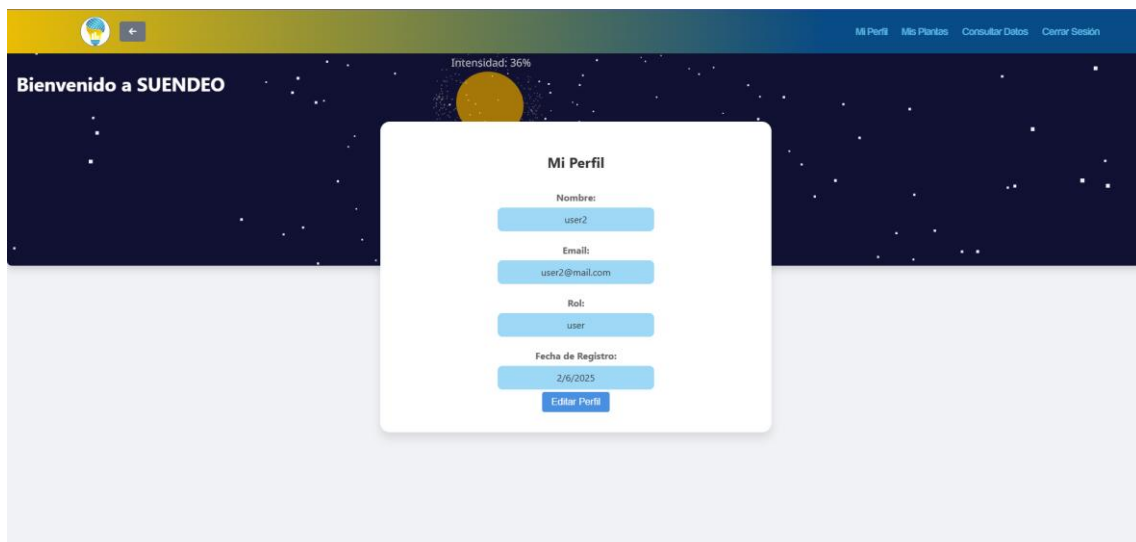 Mi Perfil Mis Plantas Consultar Datos Cerrar Sesión
Intensidad: 36%
Bienvenido a SUENDEO
Mi Perfil
Nombre:
user2
Email:
user2@mail.com
Rol:
user
Fecha de Registro:
2/6/2025
Editar Perfil